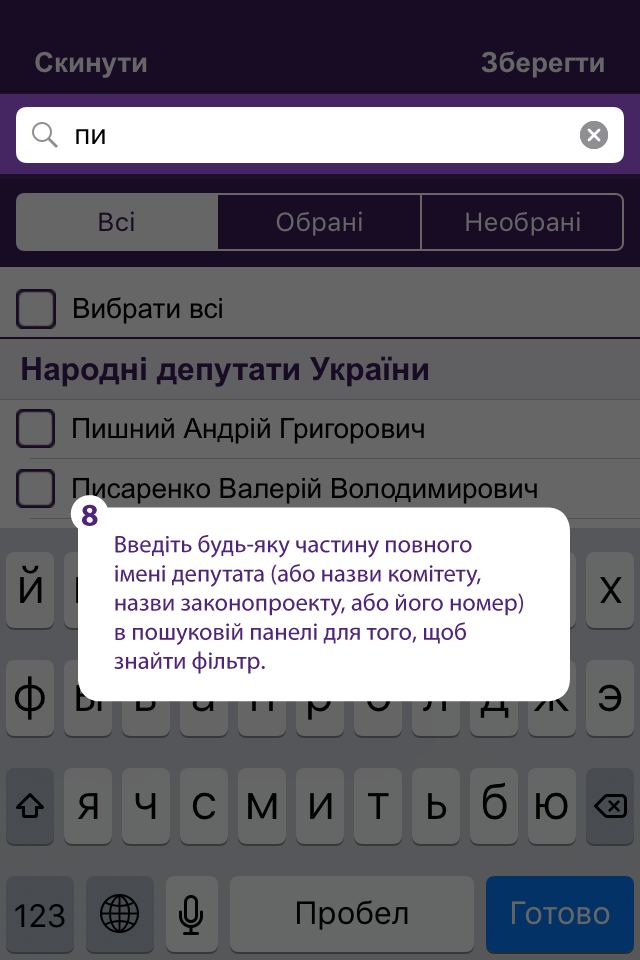 Скинути Зберегти
пи
Всі Обрані Необрані
Вибрати всі
Народні депутати України
Пишний Андрій Григорович
Писаренко Валерій Володимирович
8
Введіть будь-яку частину повного
імені депутата (або назви комітету,
назви законопроекту, або його номер)
в пошуковій панелі для того, щоб
знайти фільтр.
й х
ф ы в а п р о л д ж э
я ч с м и т ь б ю
123 Пробел Готово